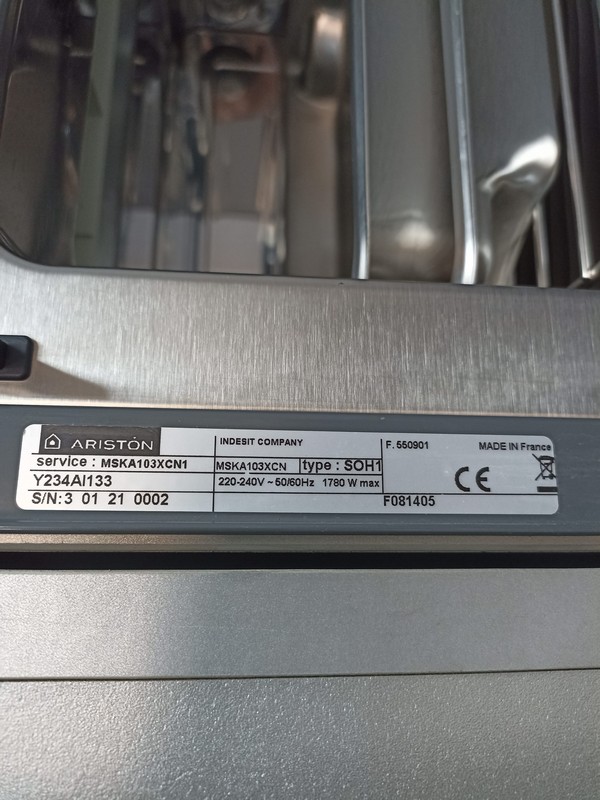 ARISTON
INDESIT COMPANY
F. 550901
MADE IN France
service : MSKA103XCN1
MSKA103XCN
type : SOH1
Y234AI133
220-240V ~ 50/60Hz 1780 W max
CE
S/N: 3 01 21 0002
F081405